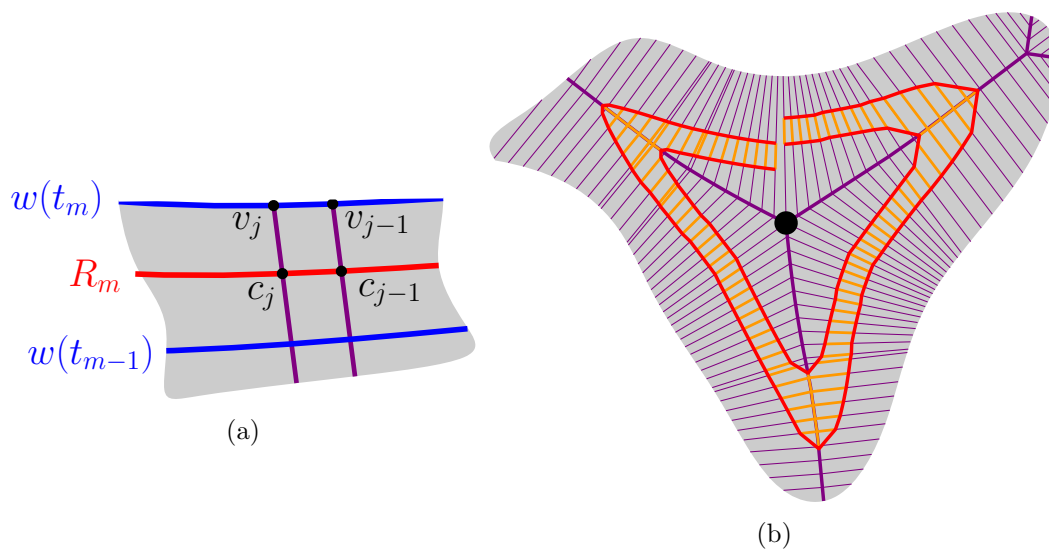 w(t_m)
v_j
v_{j-1}
R_m
c_j
c_{j-1}
w(t_{m-1})
(a)
(b)